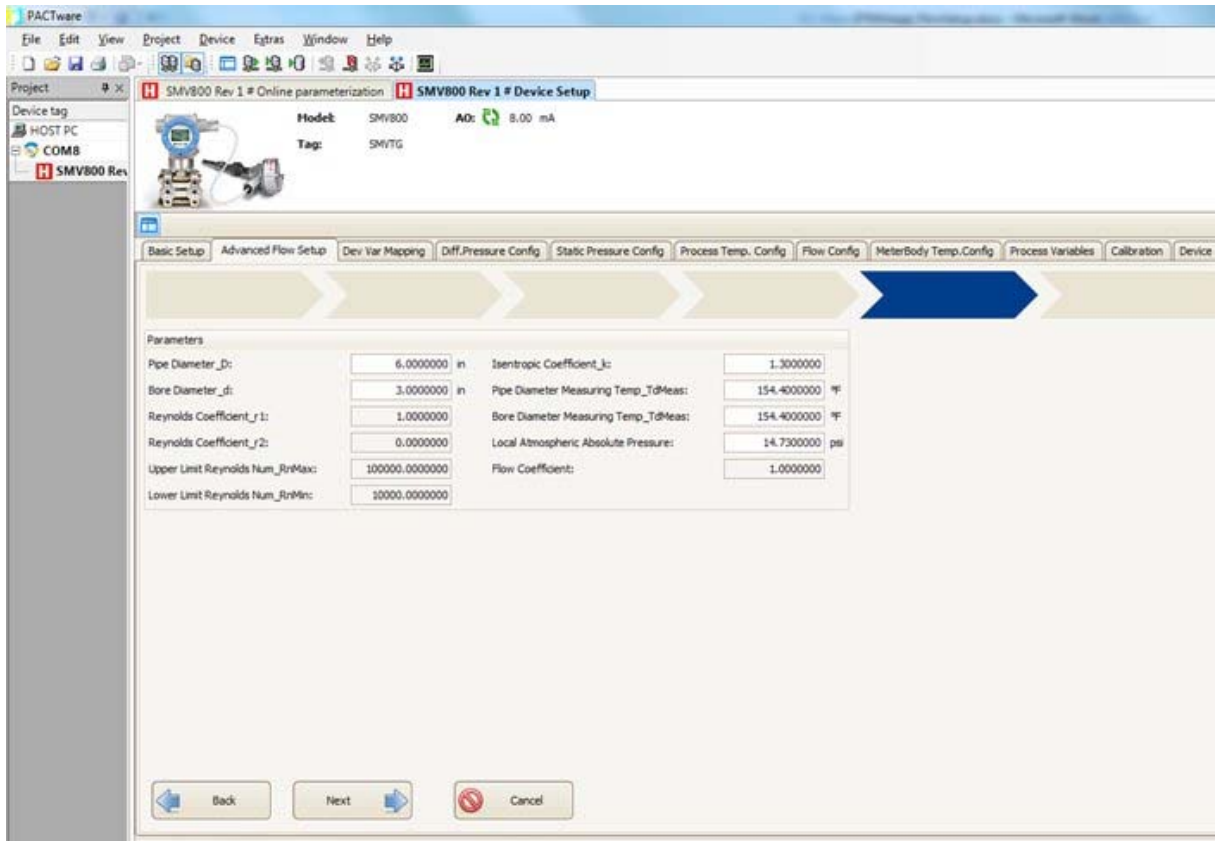 PACTware
File Edit View Project Device Extras Window Help
Project
SMV800 Rev 1 # Online parameterization SMV800 Rev 1 # Device Setup
Device tag
HOST PC
COM8
SMV800 Rev
Model: SMV800 AO: 8.00 mA
Tag: SMVTG
Basic Setup Advanced Flow Setup Dev Var Mapping Diff.Pressure Config Static Pressure Config Process Temp. Config Flow Config MeterBody Temp.Config Process Variables Calibration Device
Parameters
Pipe Diameter_D: 6.0000000 in Isentropic Coefficient_k: 1.3000000
Bore Diameter_d: 3.0000000 in Pipe Diameter Measuring Temp_TdMeas: 154.4000000 °F
Reynolds Coefficient_r1: 1.0000000 Bore Diameter Measuring Temp_TdMeas: 154.4000000 °F
Reynolds Coefficient_r2: 0.0000000 Local Atmospheric Absolute Pressure: 14.7300000 psi
Upper Limit Reynolds Num_RnMax: 100000.0000000 Flow Coefficient: 1.0000000
Lower Limit Reynolds Num_RnMin: 10000.0000000
Back Next Cancel